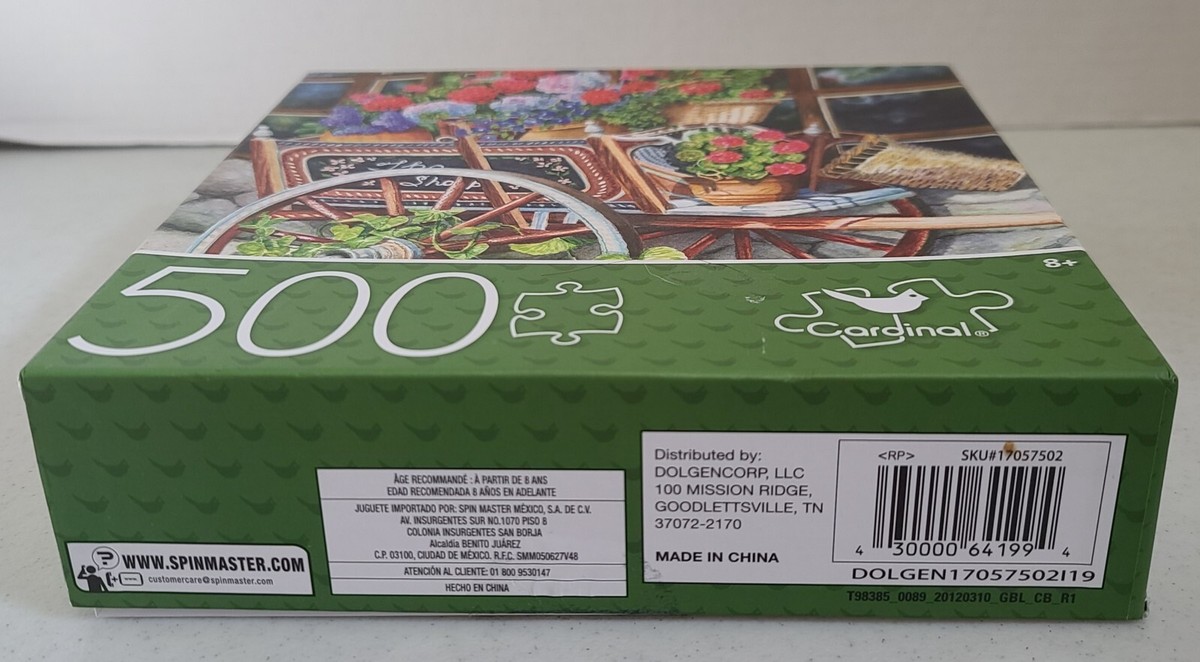 The
Shop
500
Cardinal®
8+
WWW.SPINMASTER.COM
customercare@spinmaster.com
ÂGE RECOMMANDÉ : À PARTIR DE 8 ANS
EDAD RECOMENDADA 8 AÑOS EN ADELANTE
JUGUETE IMPORTADO POR: SPIN MASTER MÉXICO, S.A. DE C.V.
AV. INSURGENTES SUR NO.1070 PISO 8
COLONIA INSURGENTES SAN BORJA
Alcaldía BENITO JUÁREZ
C.P. 03100, CIUDAD DE MÉXICO. R.F.C. SMM050627V48
ATENCIÓN AL CLIENTE: 01 800 9530147
HECHO EN CHINA
Distributed by:
DOLGENCORP, LLC
100 MISSION RIDGE,
GOODLETTSVILLE, TN
37072-2170
MADE IN CHINA
<RP> SKU#17057502
4 30000 64199 4
DOLGEN17057502I19
T98385_0089_20120310_GBL_CB_R1